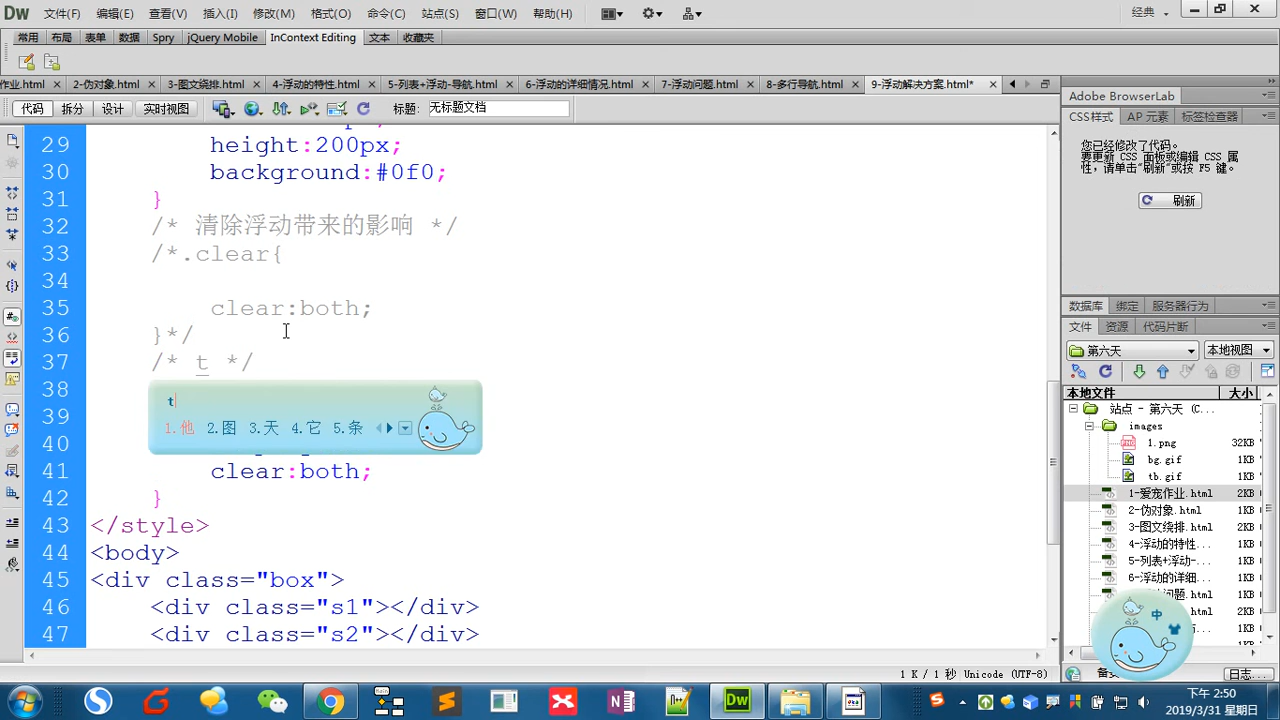 Dw 文件(F) 编辑(E) 查看(V) 插入(I) 修改(M) 格式(O) 命令(C) 站点(S) 窗口(W) 帮助(H) 经典
常用 布局 表单 数据 Spry jQuery Mobile InContext Editing 文本 收藏夹
作业.html 2-伪对象.html 3-图文绕排.html 4-浮动的特性.html 5-列表+浮动-导航.html 6-浮动的详细情况.html 7-浮动问题.html 8-多行导航.html 9-浮动解决方案.html*
代码 拆分 设计 实时视图 标题: 无标题文档
29 height:200px;
30 background:#0f0;
31 }
32 /* 清除浮动带来的影响 */
33 /*.clear{
34
35 clear:both;
36 }*/
37 /* t */
38
39
40
41 clear:both;
42 }
43 </style>
44 <body>
45 <div class="box">
46 <div class="s1"></div>
47 <div class="s2"></div>
t
1.他 2.图 3.天 4.它 5.条
1 K / 1 秒 Unicode (UTF-8)
Adobe BrowserLab
CSS样式 AP 元素 标签检查器
您已经修改了代码。
要更新 CSS 面板或编辑 CSS 属
性，请单击“刷新”或按 F5 键。
刷新
数据库 绑定 服务器行为
文件 资源 代码片断
第六天 本地视图
本地文件 大小
站点 - 第六天 (C...
images
1.png 32KB
bg.gif 1KB
tb.gif 1KB
1-爱宠作业.html 2KB
2-伪对象.html 1KB
3-图文绕排.html 1KB
4-浮动的特性... 1KB
5-列表+浮动-... 1KB
6-浮动的详细... 1KB
问题.html 1KB
中
日志...
下午 2:50
2019/3/31 星期日